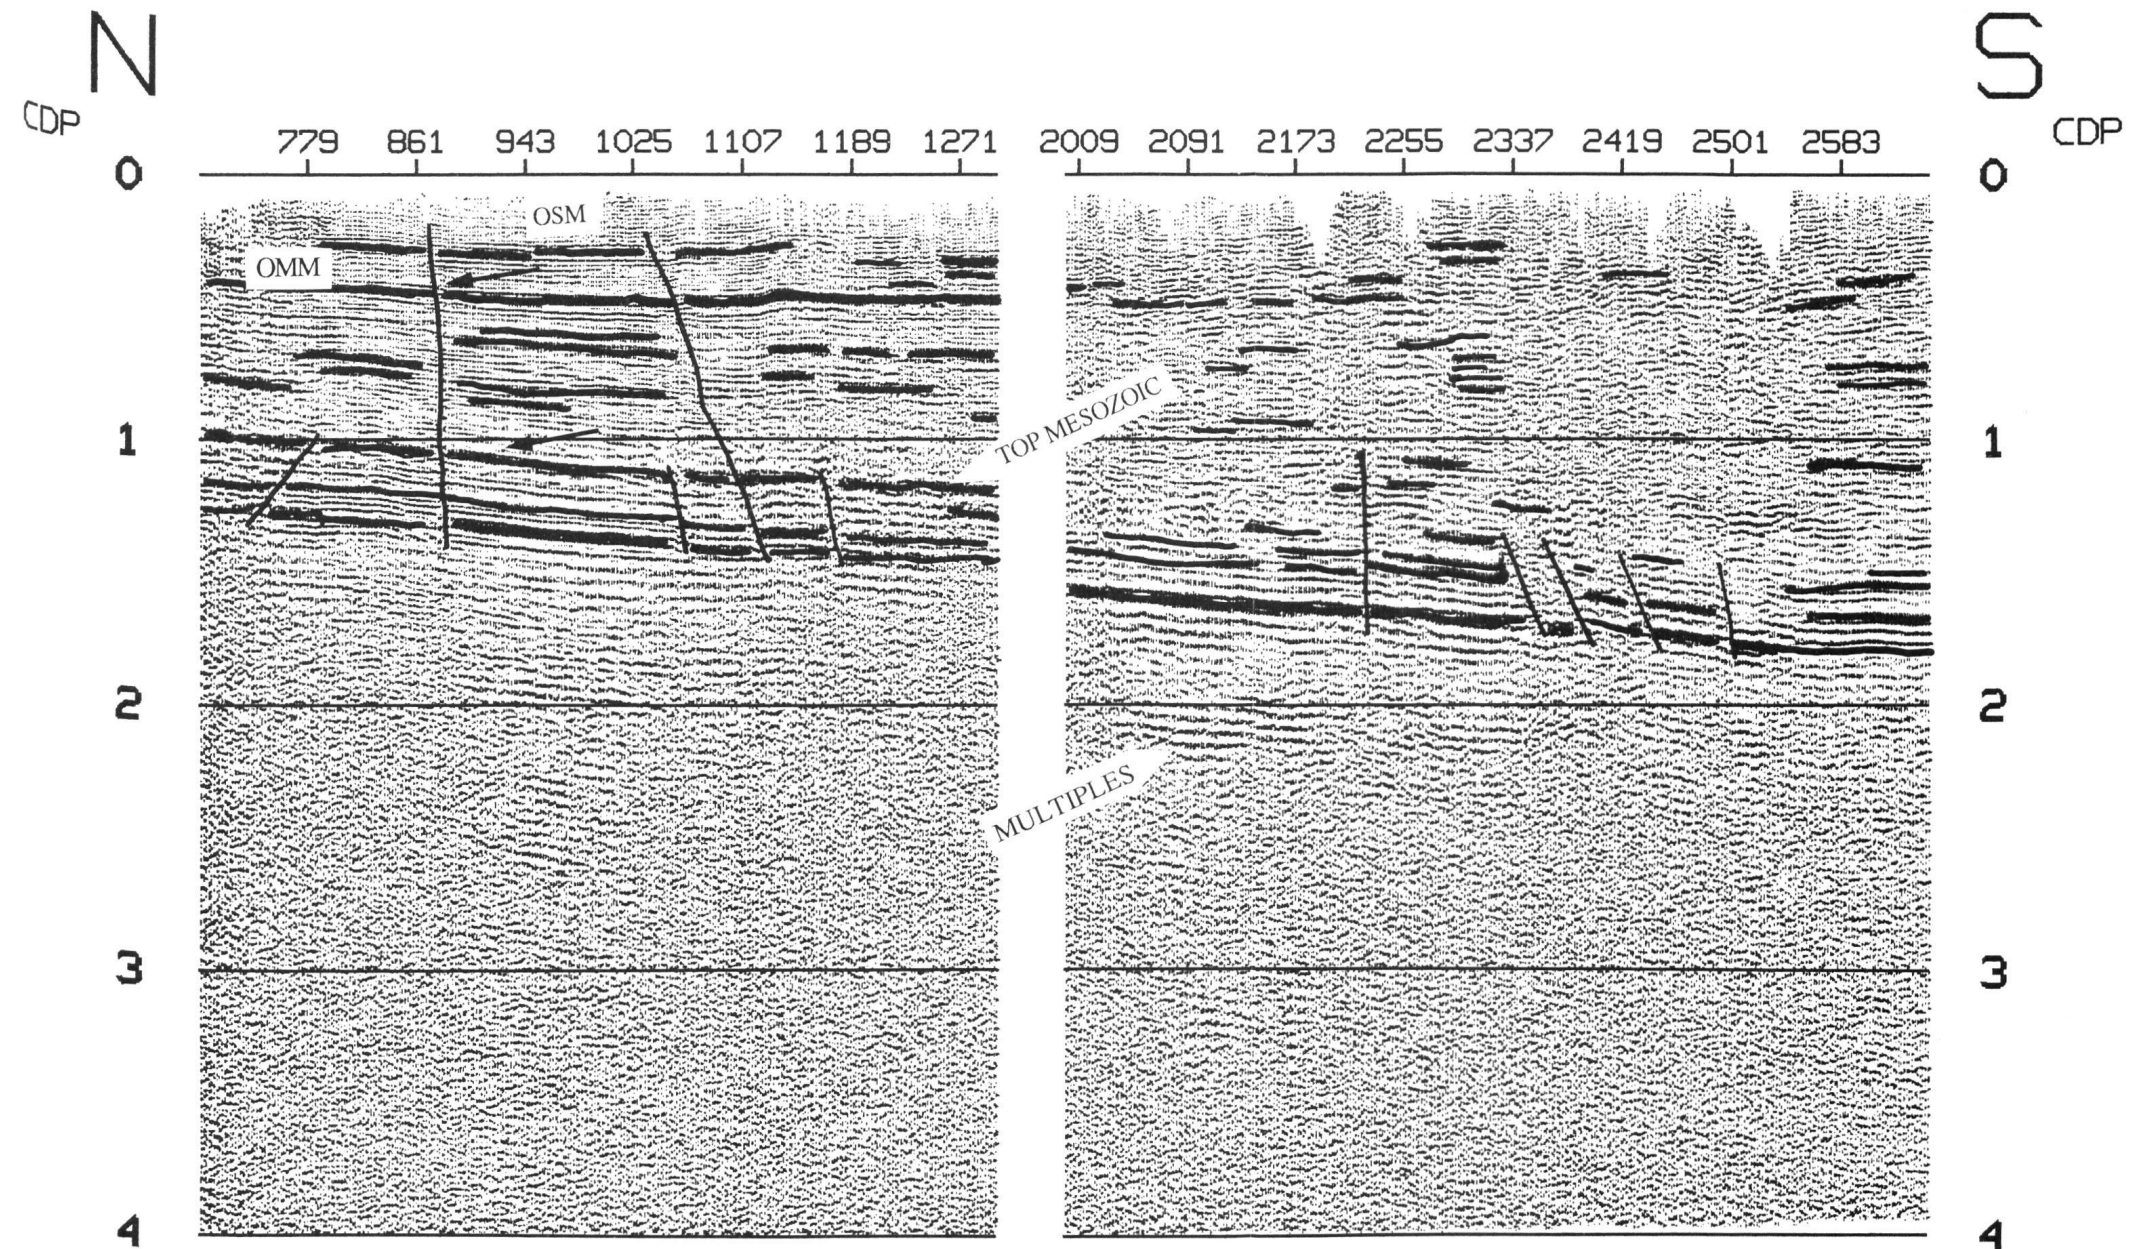 N S
CDP 779 861 943 1025 1107 1189 1271 2009 2091 2173 2255 2337 2419 2501 2583 CDP
0 0
OSM
OMM
TOP MESOZOIC
1 1
2 2
MULTIPLES
3 3
4 4